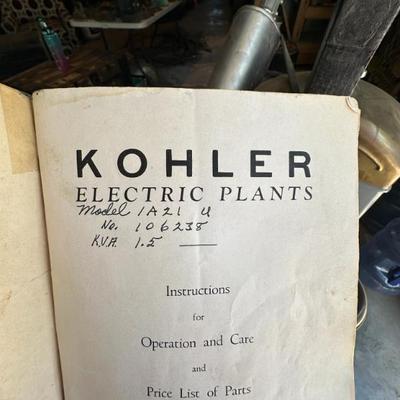 KOHLER
ELECTRIC PLANTS
Model 1A21 U
No. 106238
K.V.A. 1.5
Instructions
for
Operation and Care
and
Price List of Parts